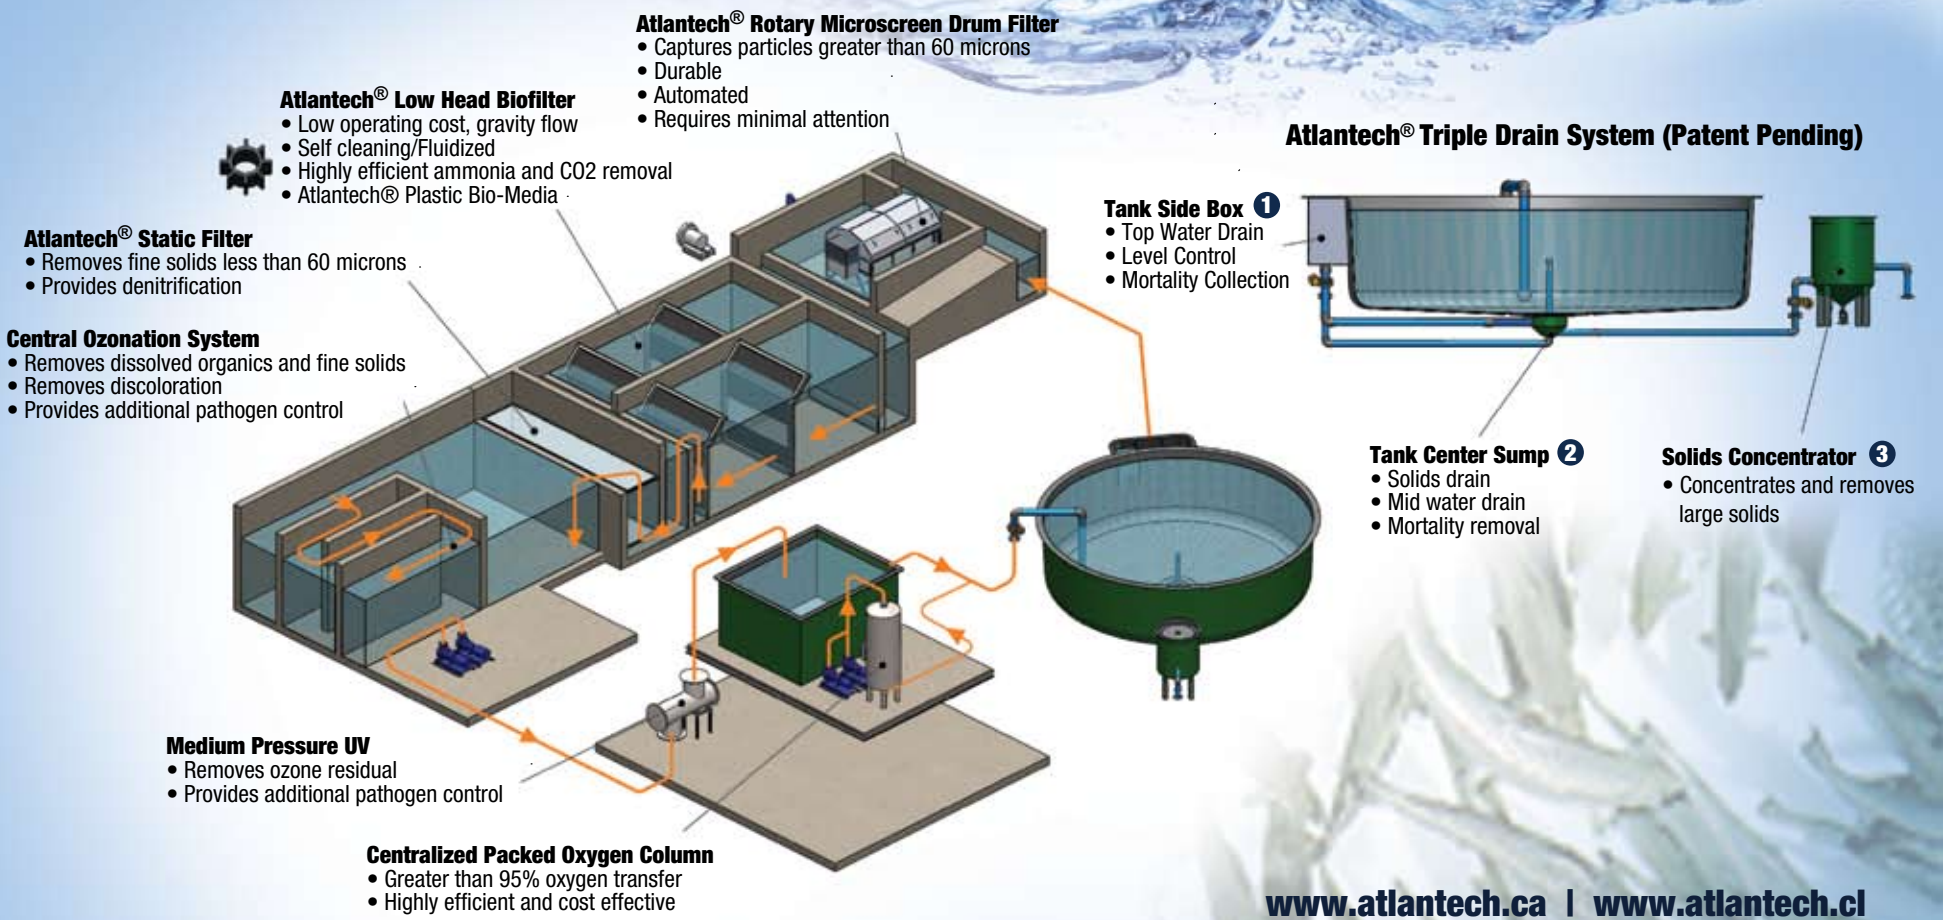 Atlantech® Rotary Microscreen Drum Filter
• Captures particles greater than 60 microns
• Durable
• Automated
• Requires minimal attention
Atlantech® Low Head Biofilter
• Low operating cost, gravity flow
• Self cleaning/Fluidized
• Highly efficient ammonia and CO2 removal
• Atlantech® Plastic Bio-Media
Atlantech® Static Filter
• Removes fine solids less than 60 microns
• Provides denitrification
Central Ozonation System
• Removes dissolved organics and fine solids
• Removes discoloration
• Provides additional pathogen control
Medium Pressure UV
• Removes ozone residual
• Provides additional pathogen control
Centralized Packed Oxygen Column
• Greater than 95% oxygen transfer
• Highly efficient and cost effective
Atlantech® Triple Drain System (Patent Pending)
Tank Side Box 1
• Top Water Drain
• Level Control
• Mortality Collection
Tank Center Sump 2
• Solids drain
• Mid water drain
• Mortality removal
Solids Concentrator 3
• Concentrates and removes
large solids
www.atlantech.ca | www.atlantech.cl